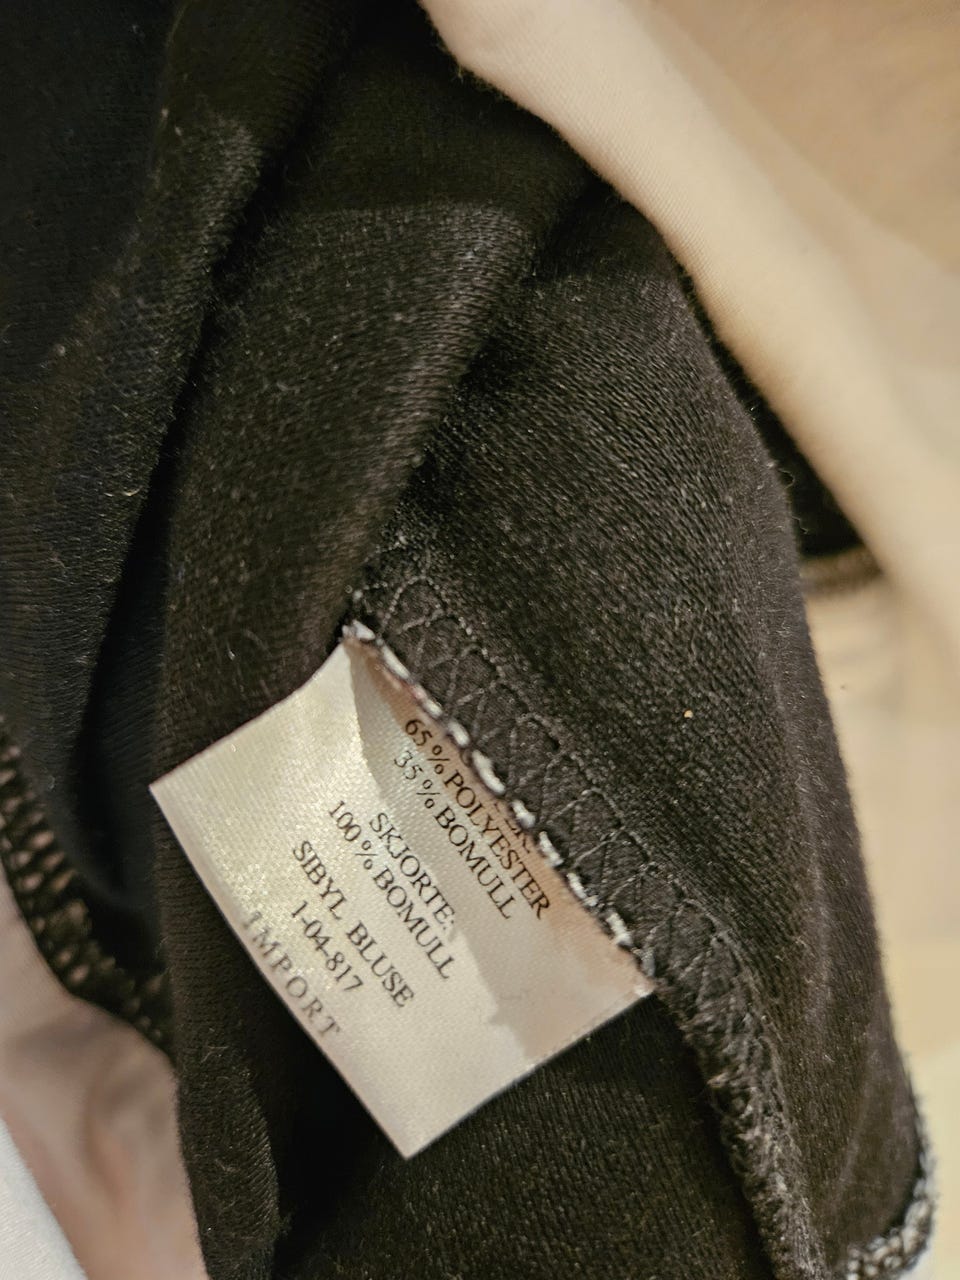 65 % POLYESTER
35 % BOMULL
SKJORTE:
100 % BOMULL
SIBYL BLUSE
1-04-817
IMPORT